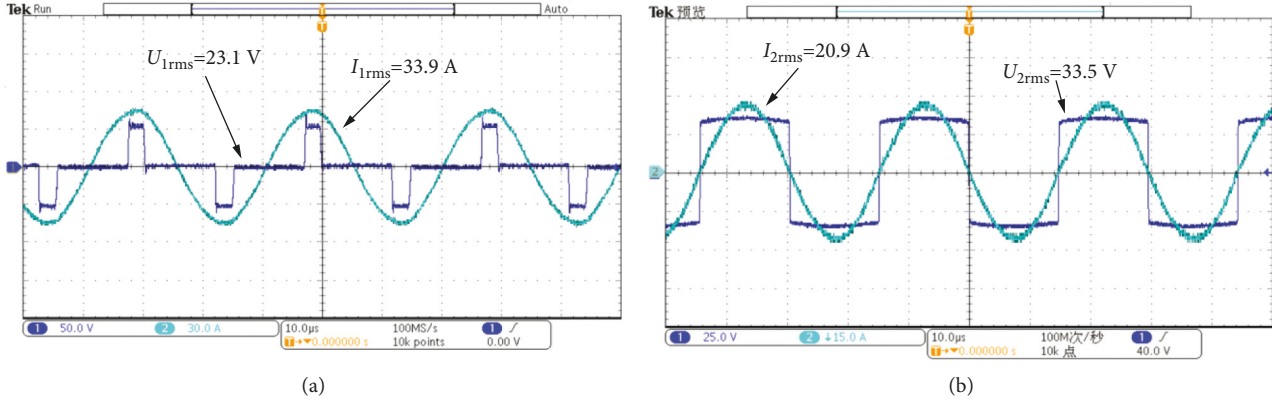 Tek Run
Auto
T
T
U1rms=23.1 V
I1rms=33.9 A
1
1 50.0 V
2 30.0 A
10.0μs
T→▼0.000000 s
100MS/s
10k points
1 ∫
0.00 V
(a)
Tek 预览
T
T
I2rms=20.9 A
U2rms=33.5 V
2
1 25.0 V
2 ↓15.0 A
10.0μs
T→▼0.000000 s
100M次/秒
10k 点
1 ∫
40.0 V
(b)